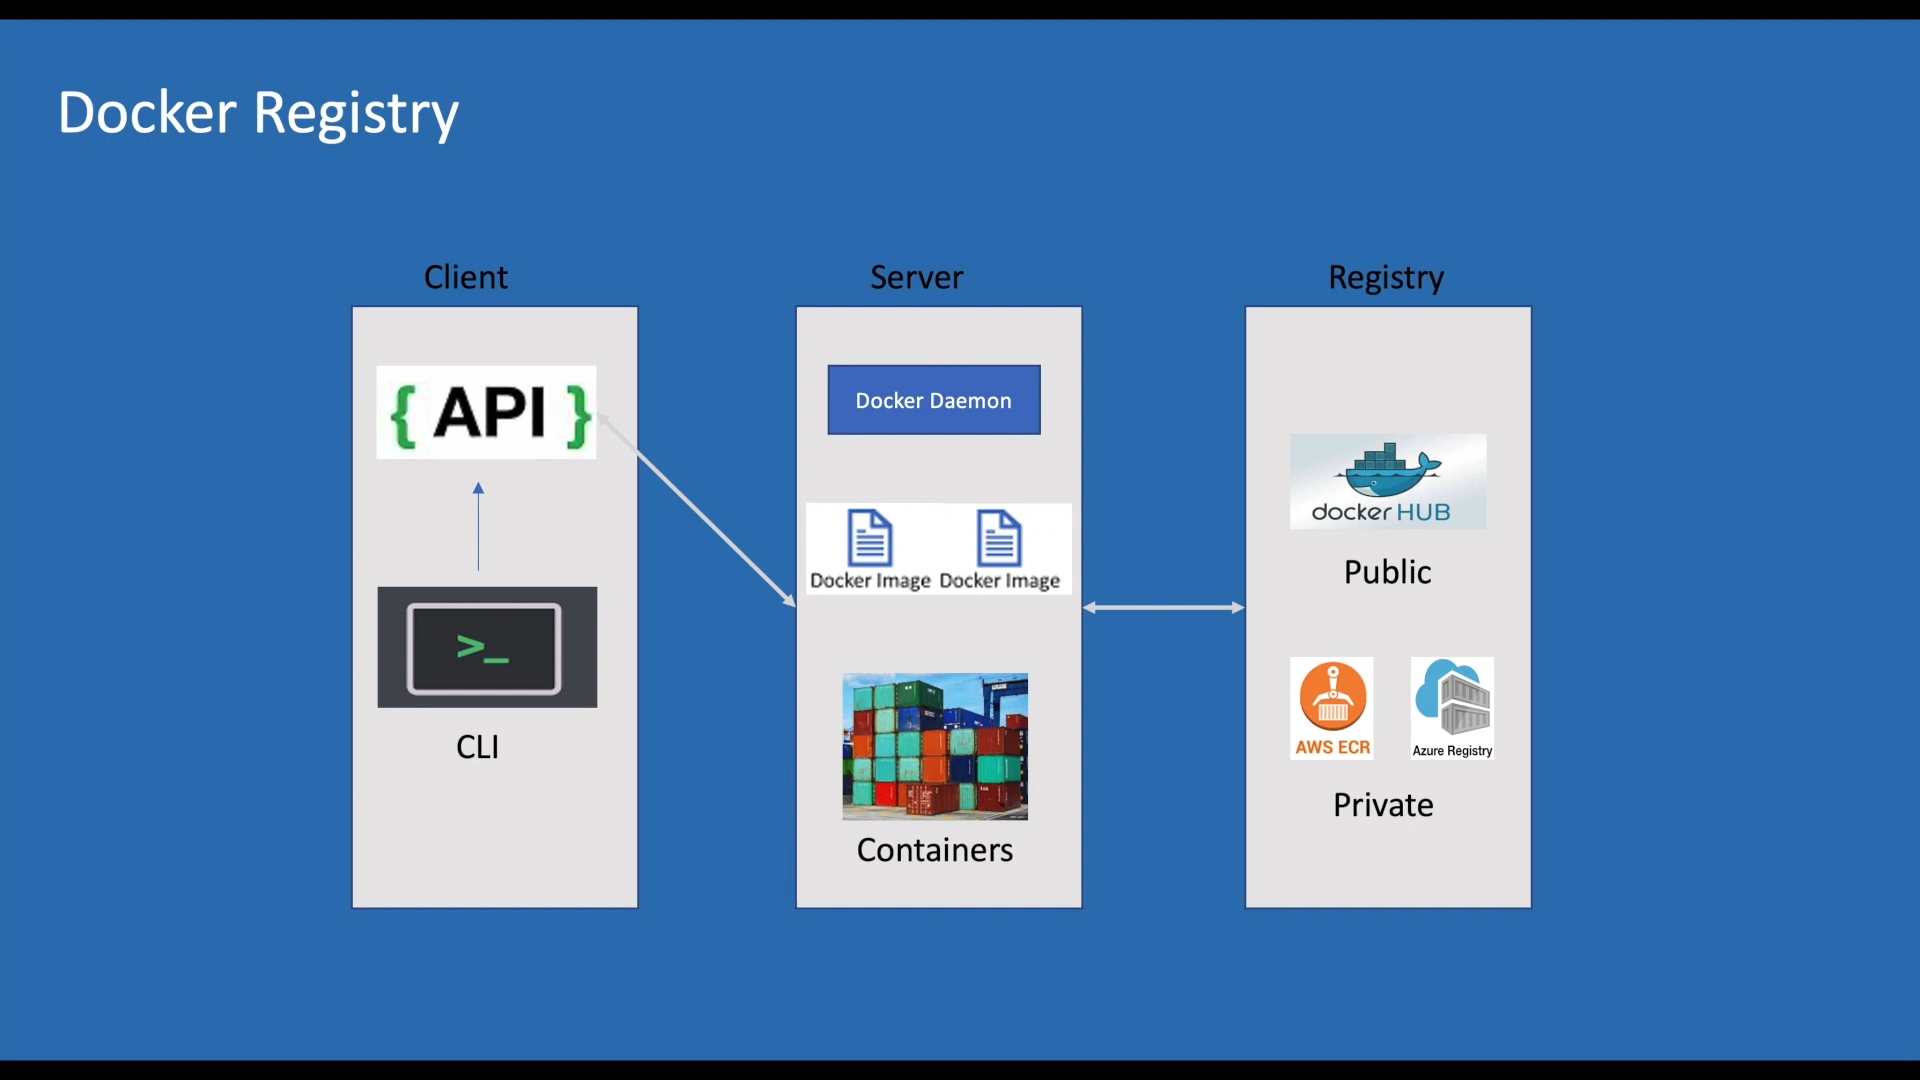 Docker Registry
Client
Server
Registry
{ API }
Docker Daemon
docker HUB
Docker Image Docker Image
Public
>_
AWS ECR
Azure Registry
CLI
Private
Containers